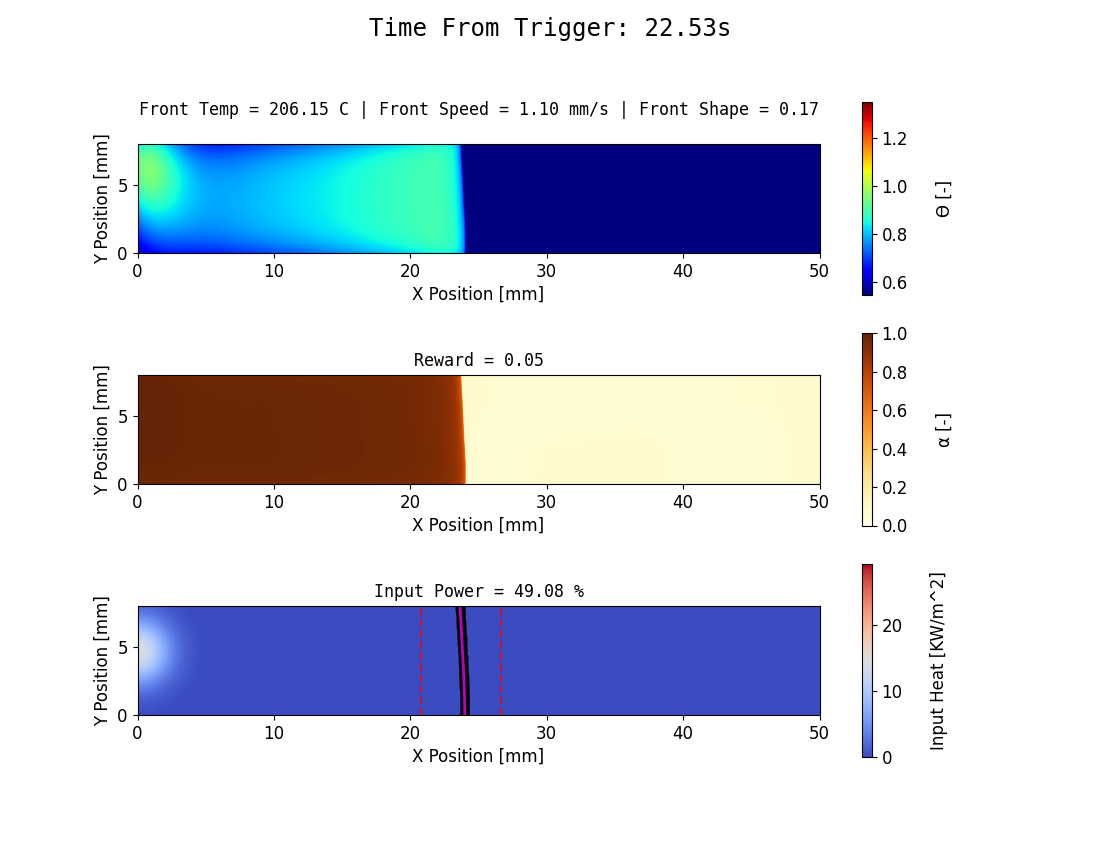 Time From Trigger: 22.53s
Front Temp = 206.15 C | Front Speed = 1.10 mm/s | Front Shape = 0.17
Y Position [mm]
5
0
0 10 20 30 40 50
X Position [mm]
1.2
1.0
0.8
0.6
Θ [-]
Reward = 0.05
Y Position [mm]
5
0
0 10 20 30 40 50
X Position [mm]
1.0
0.8
0.6
0.4
0.2
0.0
α [-]
Input Power = 49.08 %
Y Position [mm]
5
0
0 10 20 30 40 50
X Position [mm]
20
10
0
Input Heat [KW/m^2]